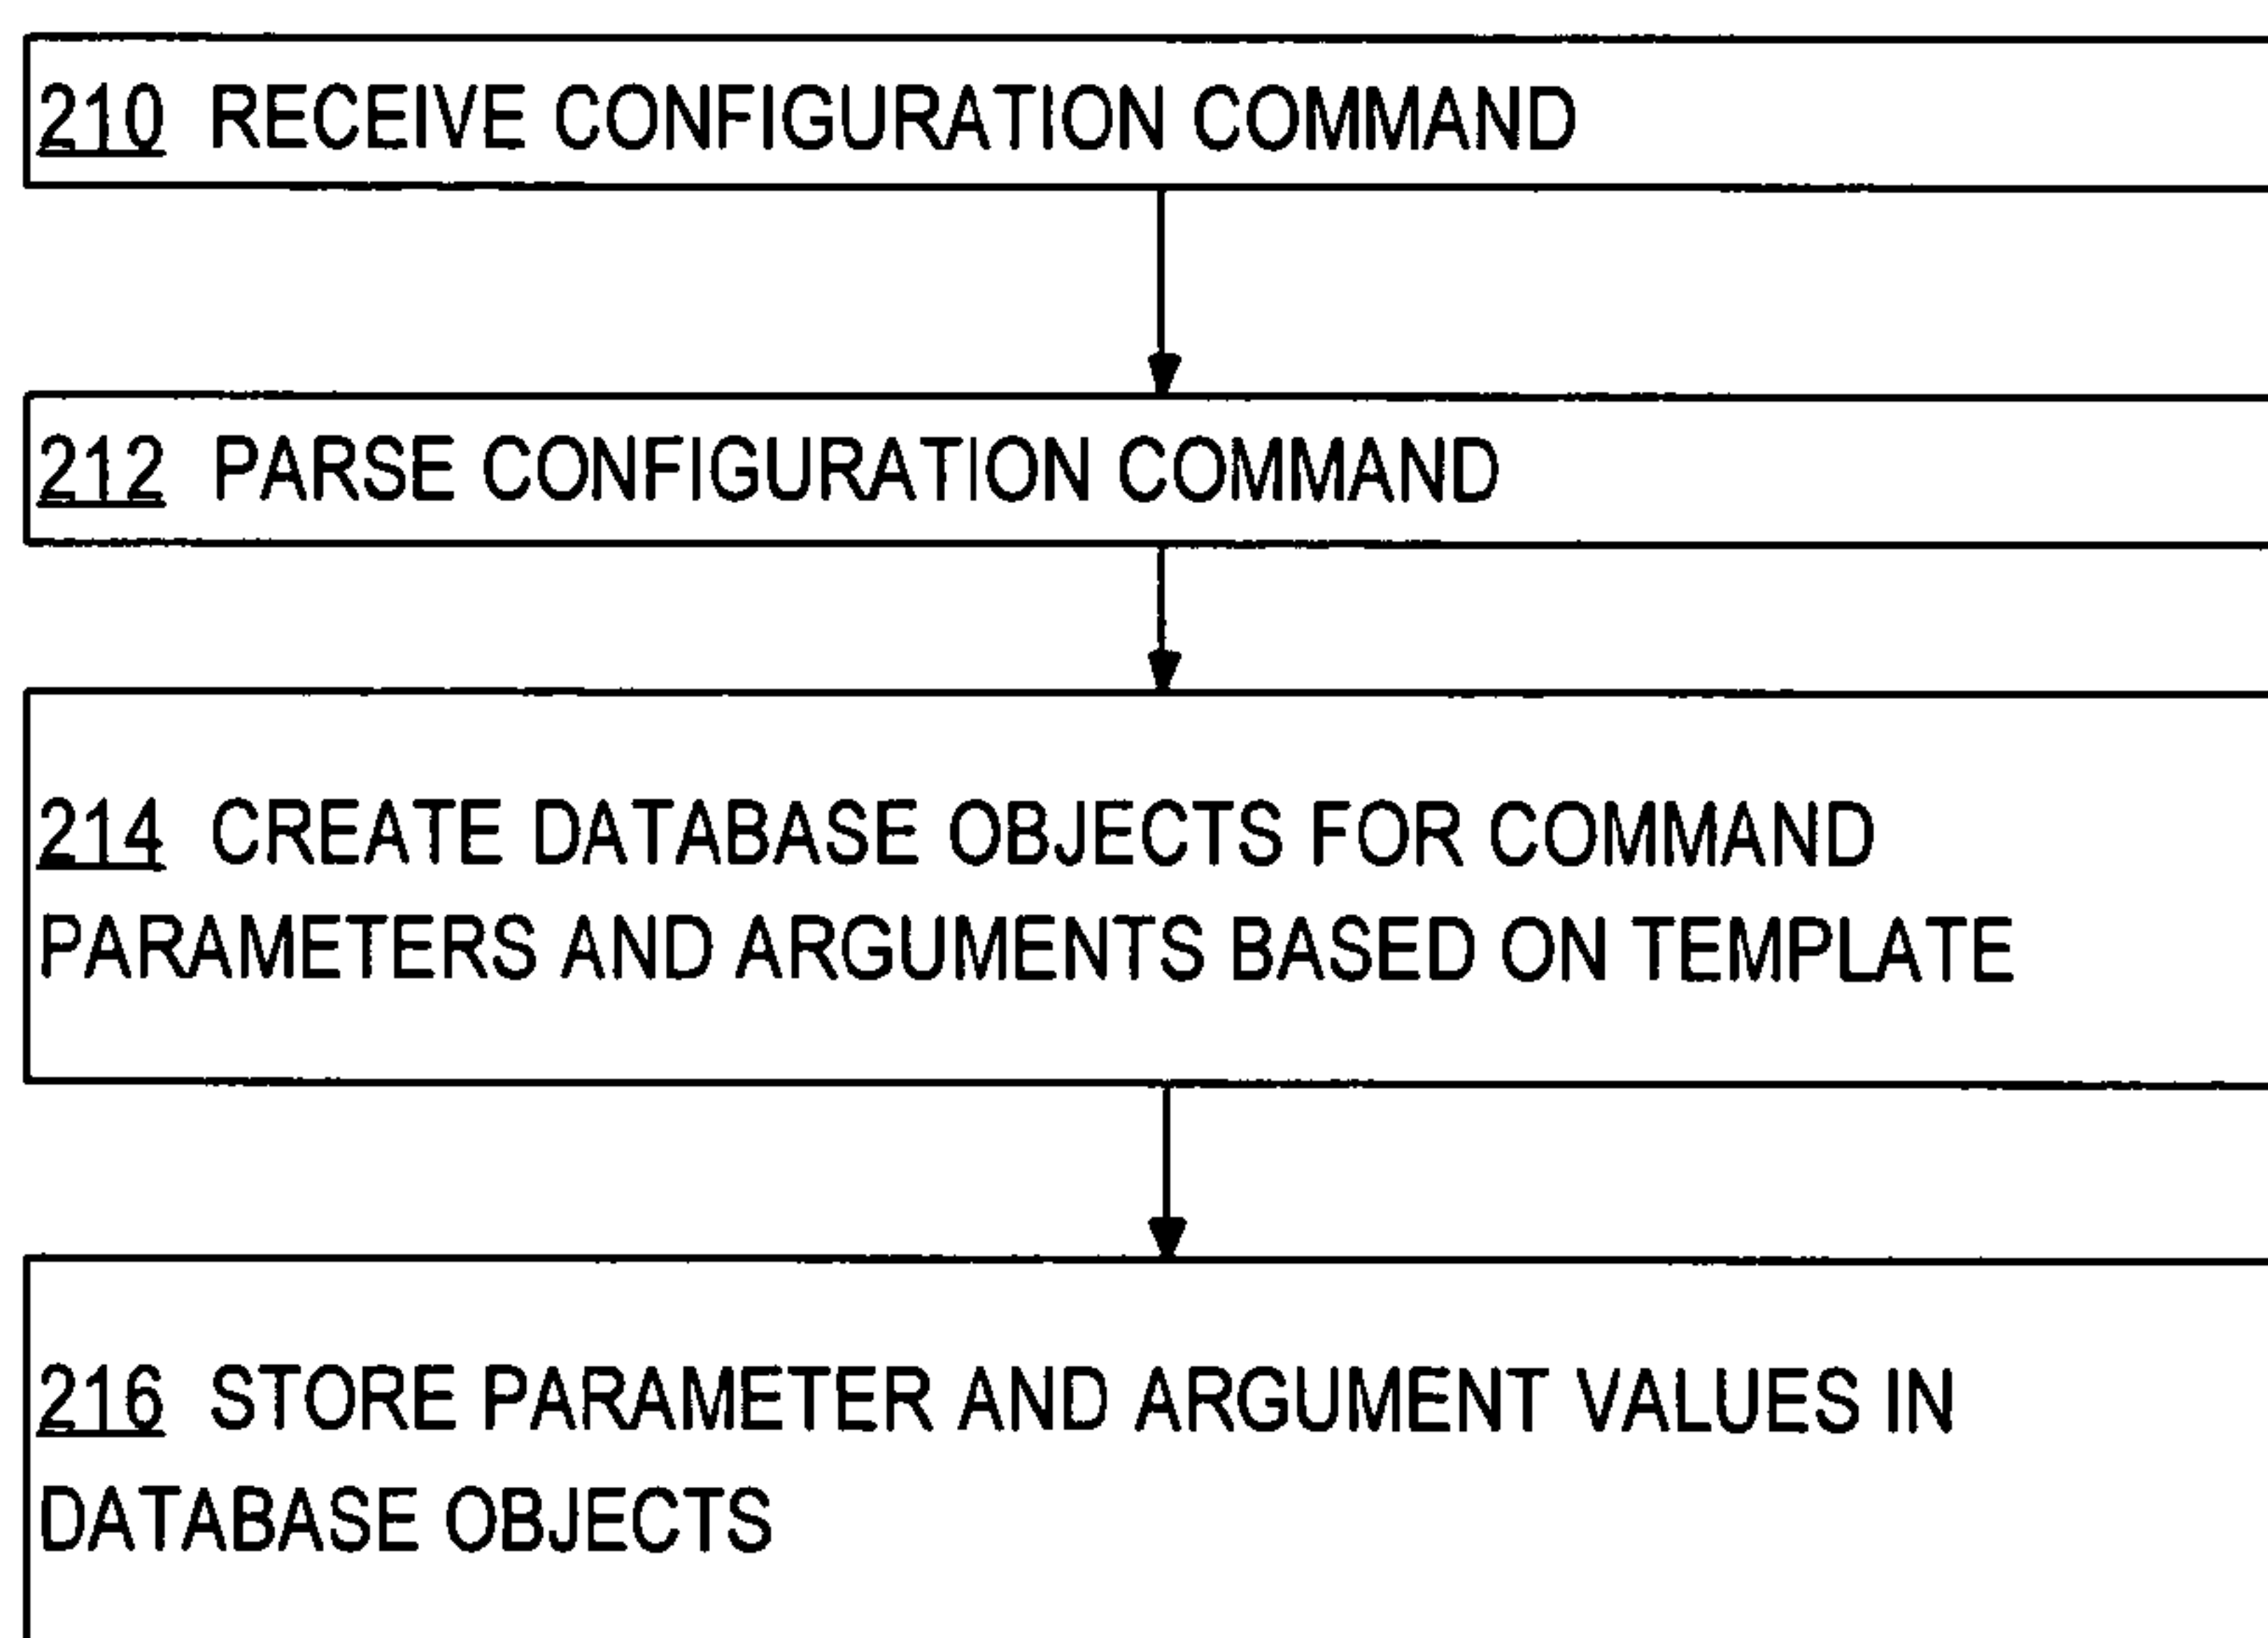 210 RECEIVE CONFIGURATION COMMAND
212 PARSE CONFIGURATION COMMAND
214 CREATE DATABASE OBJECTS FOR COMMAND
PARAMETERS AND ARGUMENTS BASED ON TEMPLATE
216 STORE PARAMETER AND ARGUMENT VALUES IN
DATABASE OBJECTS